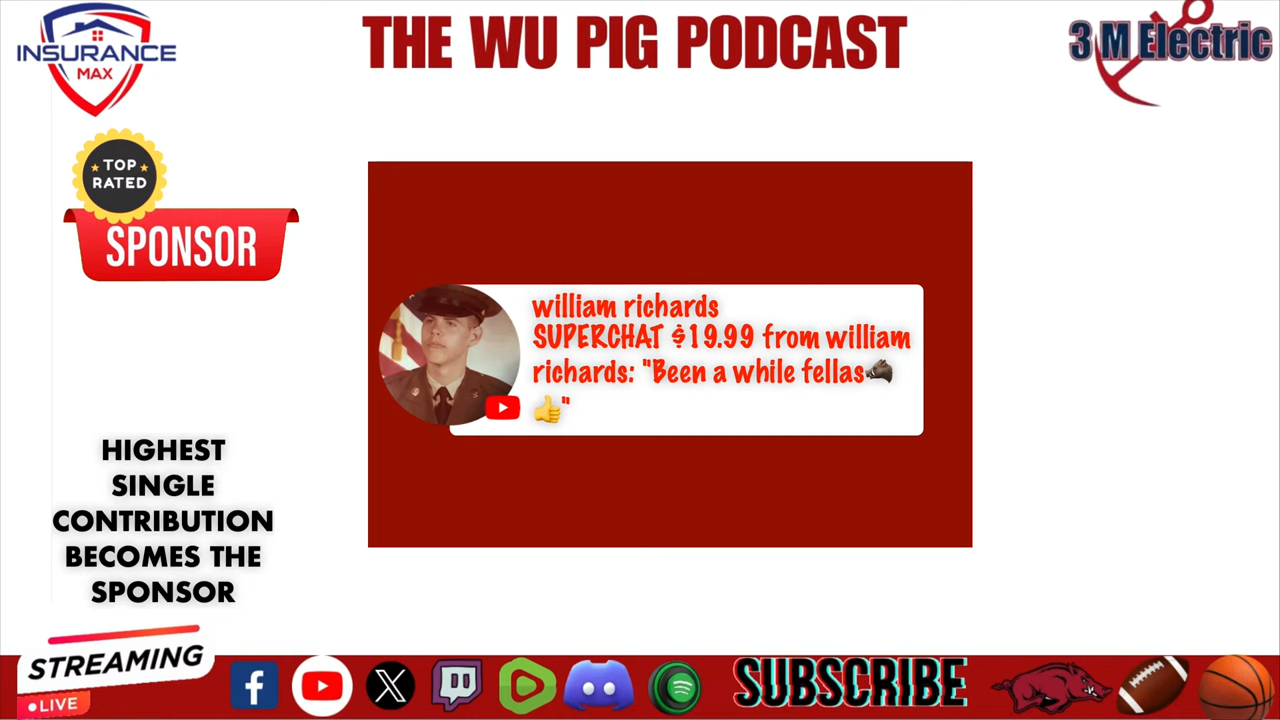 INSURANCE
MAX
THE WU PIG PODCAST
3 M Electric
TOP
RATED
SPONSOR
william richards
SUPERCHAT $19.99 from william
richards: "Been a while fellas🐗
👍"
HIGHEST
SINGLE
CONTRIBUTION
BECOMES THE
SPONSOR
STREAMING
LIVE
SUBSCRIBE